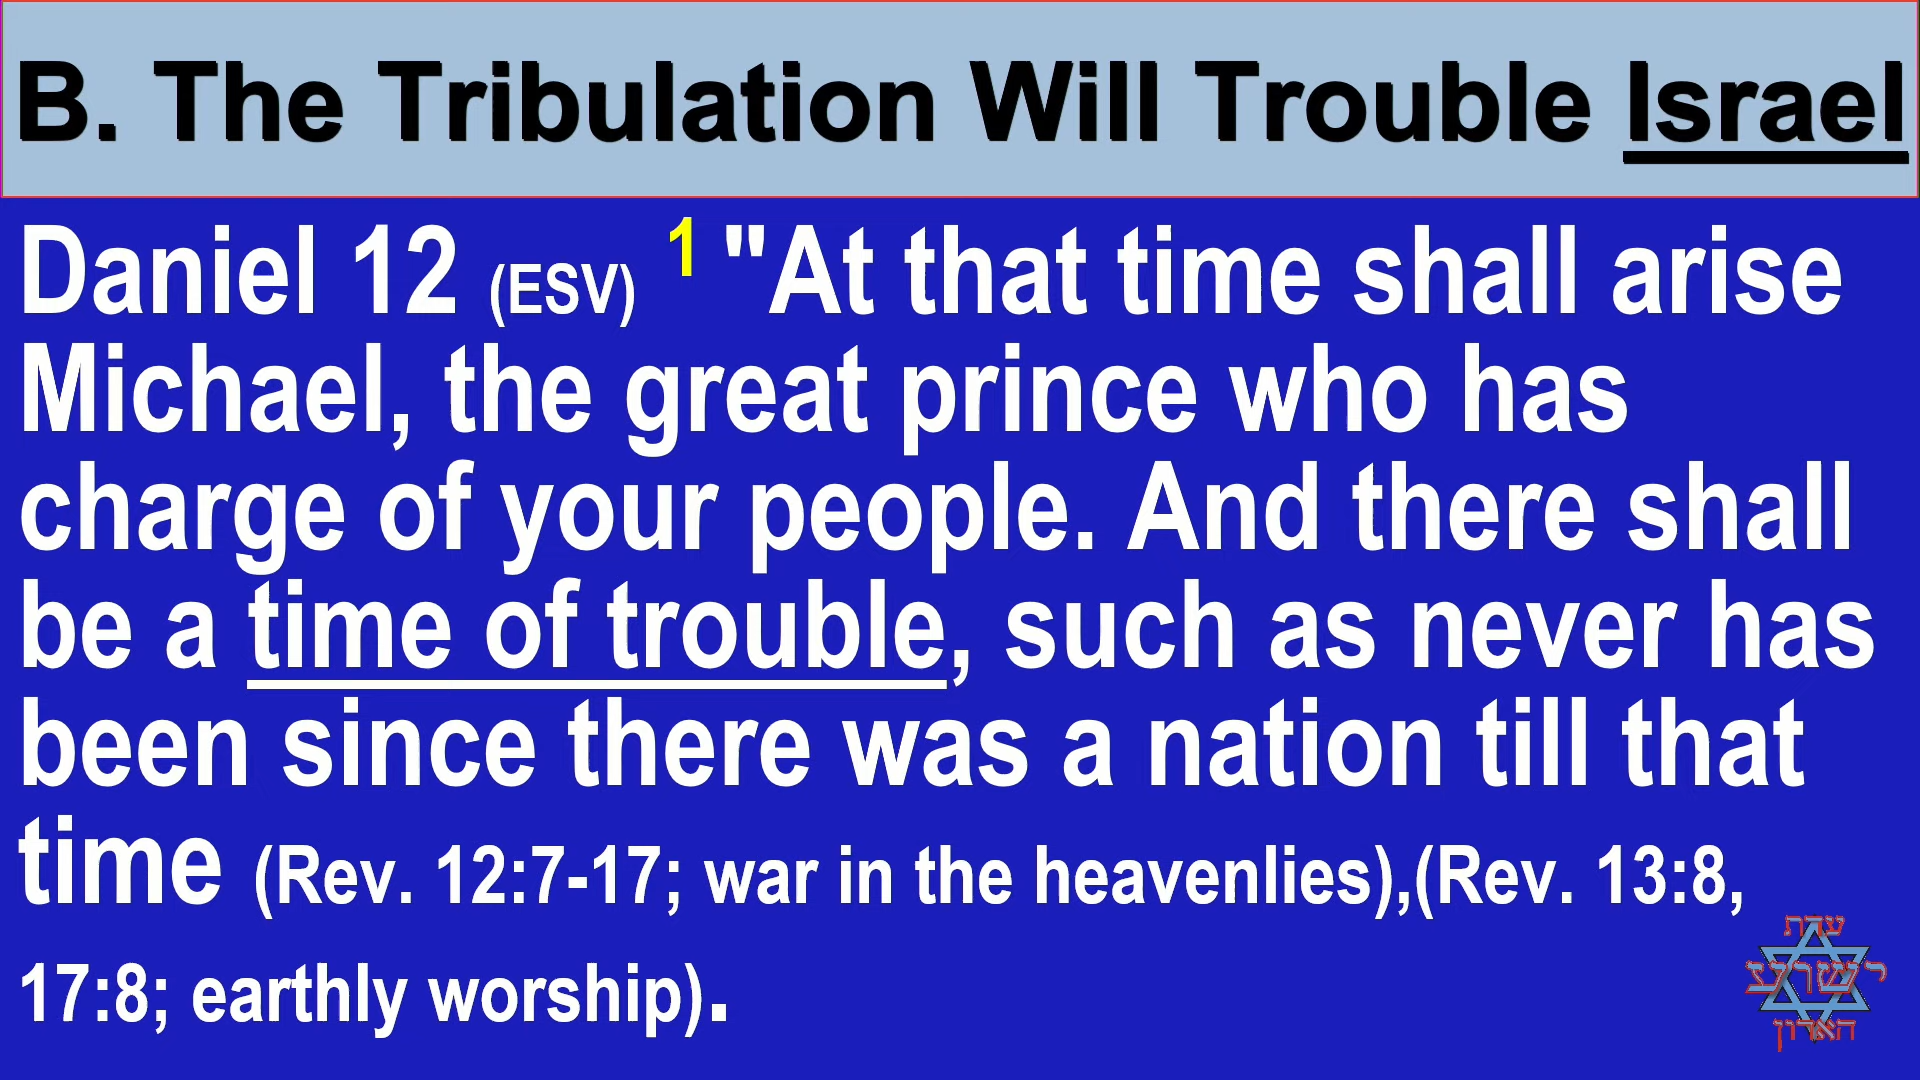 B. The Tribulation Will Trouble Israel
Daniel 12 (ESV) 1 "At that time shall arise
Michael, the great prince who has
charge of your people. And there shall
be a time of trouble, such as never has
been since there was a nation till that
time (Rev. 12:7-17; war in the heavenlies),(Rev. 13:8,
17:8; earthly worship).
עדת
האדון